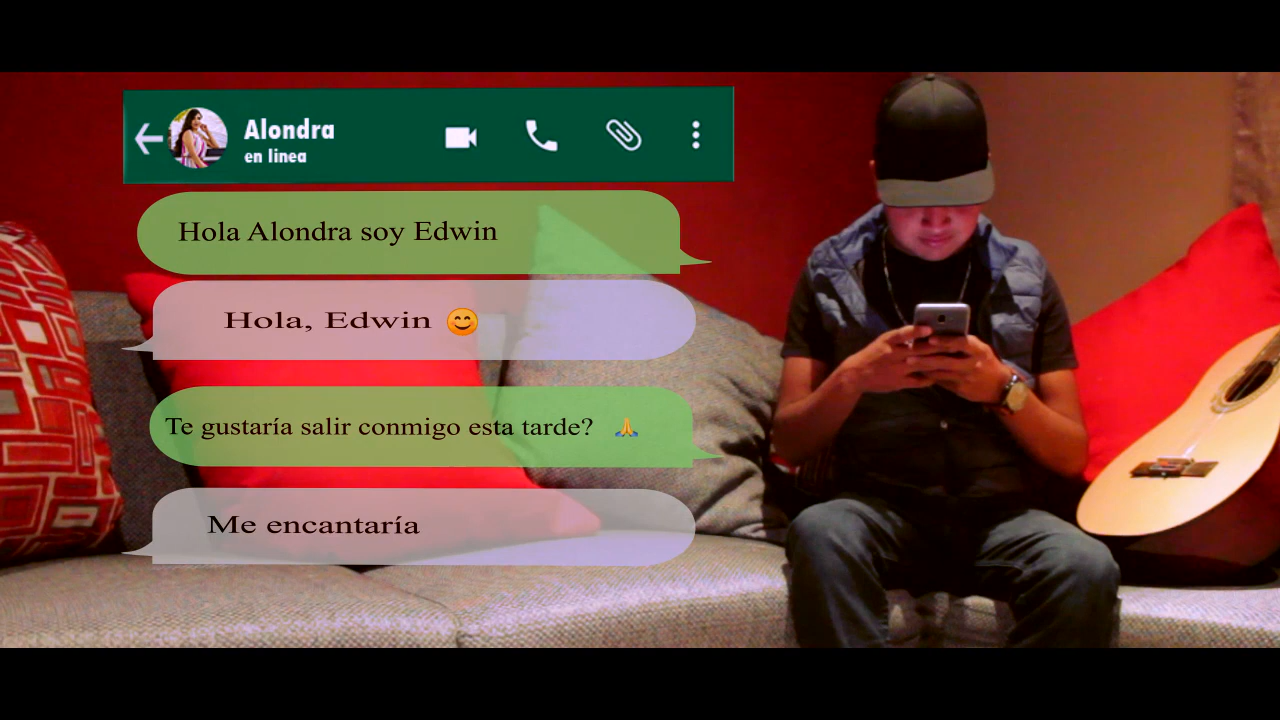 Alondra
en linea
Hola Alondra soy Edwin
Hola, Edwin 😊
Te gustaría salir conmigo esta tarde? 🙏
Me encantaría